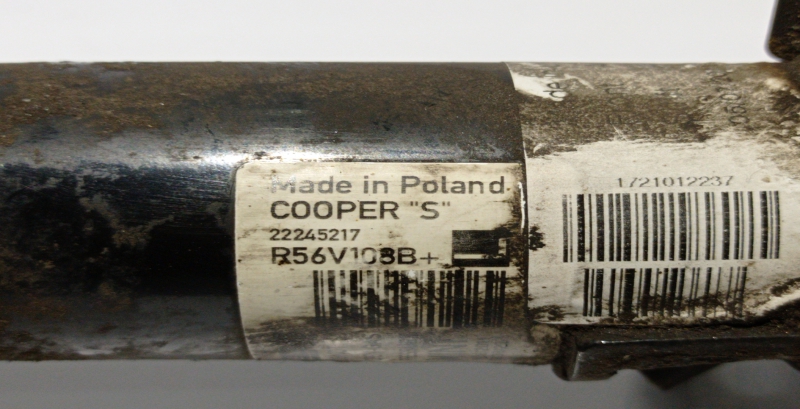 Made in Poland
COOPER "S"
22245217
R56V108B+
1721012237